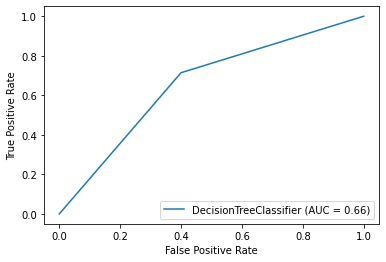 1.0
0.8
0.6
0.4
0.2
0.0
True Positive Rate
DecisionTreeClassifier (AUC = 0.66)
0.0 0.2 0.4 0.6 0.8 1.0
False Positive Rate